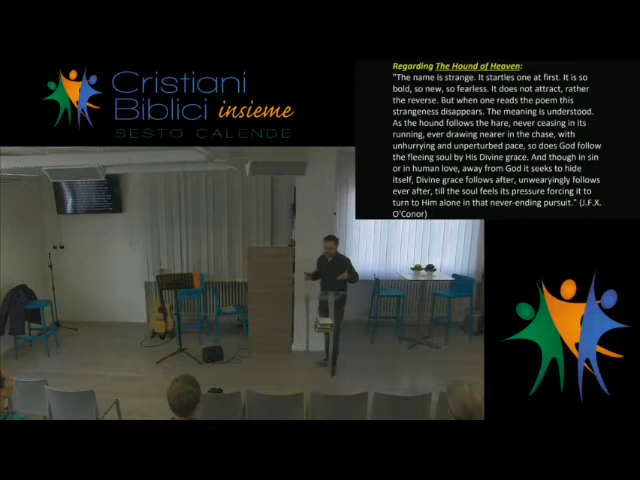 Cristiani
Biblici insieme
SESTO CALENDE
Regarding The Hound of Heaven:
"The name is strange. It startles one at first. It is so
bold, so new, so fearless. It does not attract, rather
the reverse. But when one reads the poem this
strangeness disappears. The meaning is understood.
As the hound follows the hare, never ceasing in its
running, ever drawing nearer in the chase, with
unhurrying and unperturbed pace, so does God follow
the fleeing soul by His Divine grace. And though in sin
or in human love, away from God it seeks to hide
itself, Divine grace follows after, unwearyingly follows
ever after, till the soul feels its pressure forcing it to
turn to Him alone in that never-ending pursuit." (J.F.X.
O'Conor)